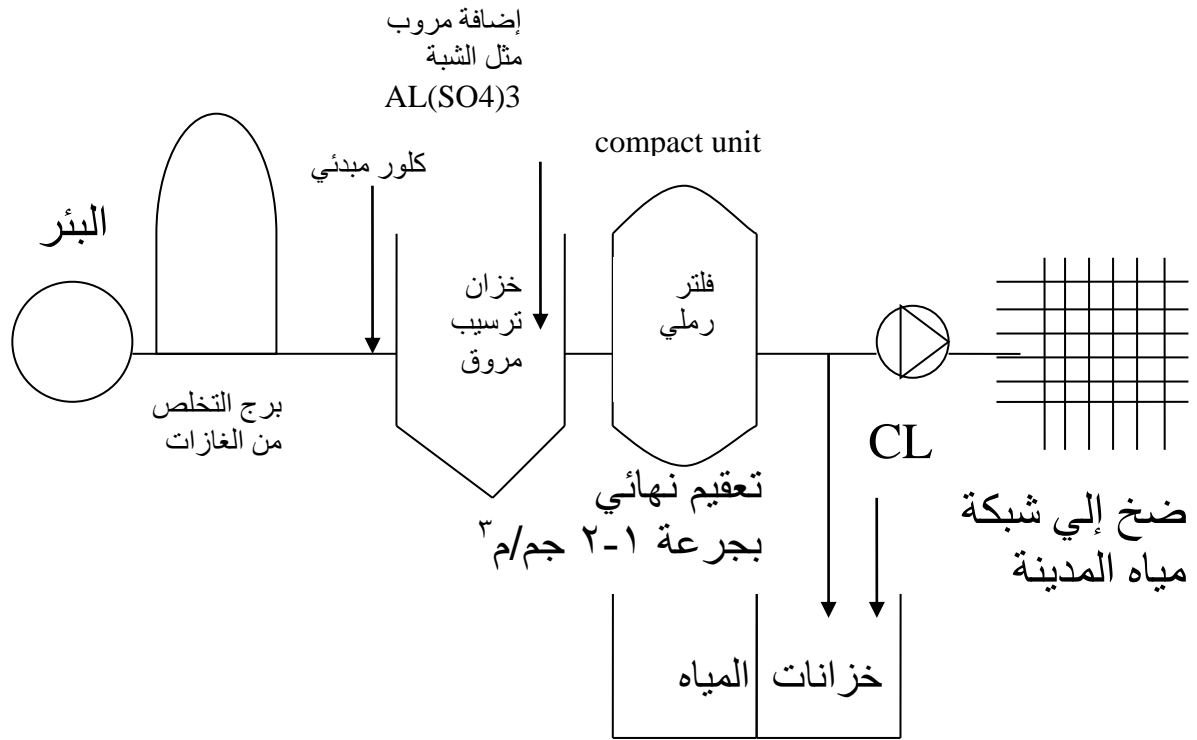 إضافة مروب
مثل الشبة
AL(SO4)3
compact unit
كلور مبدئي
البئر
خزان
ترسيب
مروق
فلتر
رملي
برج التخلص
من الغازات
CL
تعقيم نهائي
بجرعة ١-٢ جم/م٣
ضخ إلي شبكة
مياه المدينة
خزانات المياه